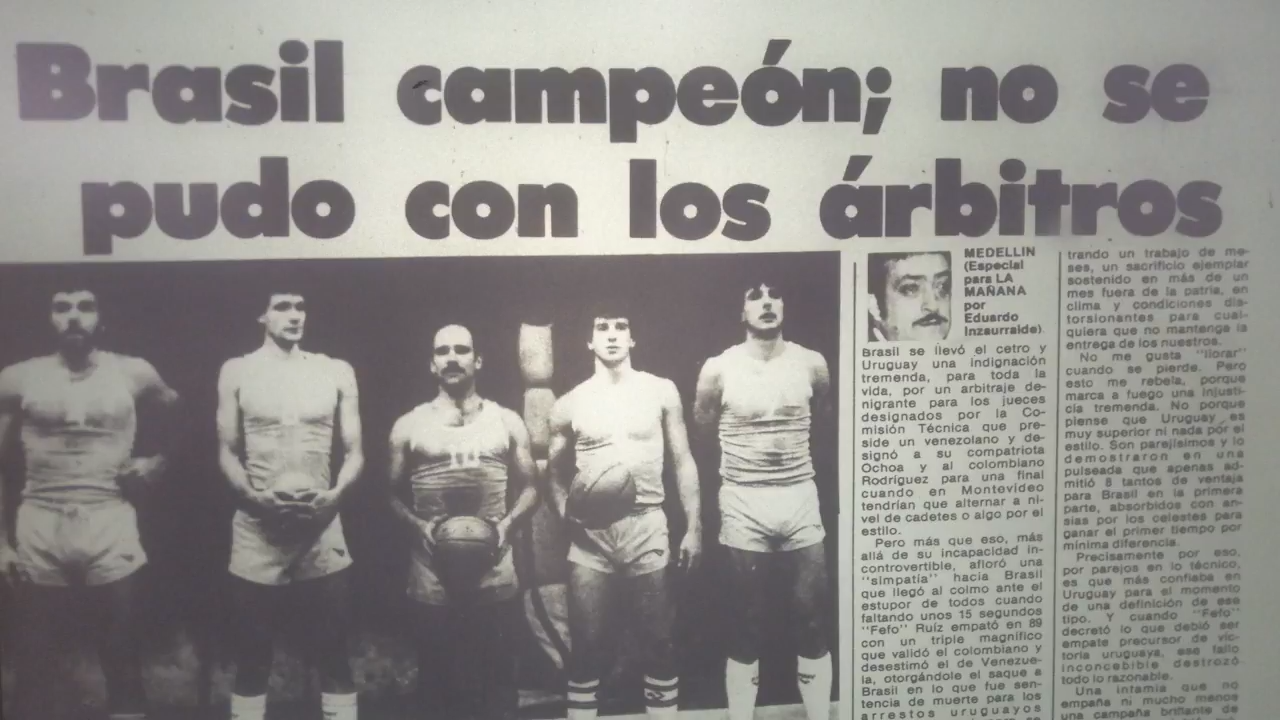 Brasil campeón; no se
pudo con los árbitros
MEDELLIN
(Especial
para LA
MAÑANA
por
Eduardo
Inzaurralde).
Brasil se llevó el cetro y
Uruguay una indignación
tremenda, para toda la
vida, por un arbitraje de-
nigrante para los jueces
designados por la Co-
misión Técnica que pre-
side un venezolano y de-
signó a su compatriota
Ochoa y al colombiano
Rodríguez para una final
cuando en Montevideo
tendrían que alternar a ni-
vel de cadetes o algo por el
estilo.
Pero más que eso, más
allá de su incapacidad in-
controvertible, afloró una
"simpatía" hacia Brasil
que llegó al colmo ante el
estupor de todos cuando
faltando unos 15 segundos
"Fefo" Ruíz empató en 89
con un triple magnífico
que validó el colombiano y
desestimó el de Venezue-
la, otorgándole el saque a
Brasil en lo que fue sen-
tencia de muerte para los
arrestos uruguayos
trando un trabajo de me-
ses, un sacrificio ejemplar
sostenido en más de un
mes fuera de la patria, en
clima y condiciones dis-
torsionantes para cual-
quiera que no mantenga la
entrega de los nuestros.
No me gusta "llorar"
cuando se pierde. Pero
esto me rebela, porque
marca a fuego una injusti-
cia tremenda. No porque
piense que Uruguay es
muy superior ni nada por el
estilo. Son parejísimos y lo
demostraron en una
pulseada que apenas ad-
mitió 8 tantos de ventaja
para Brasil en la primera
parte, absorbidos con an-
sias por los celestes para
ganar el primer tiempo por
mínima diferencia.
Precisamente por eso,
por parejos en lo técnico,
es que más confiaba en
Uruguay para el momento
de una definición de ese
tipo. Y cuando "Fefo"
decretó lo que debió ser
empate precursor de vic-
toria uruguaya, ese fallo
inconcebible destrozó
todo lo razonable.
Una infamia que no
empaña ni mucho menos
una campaña brillante de